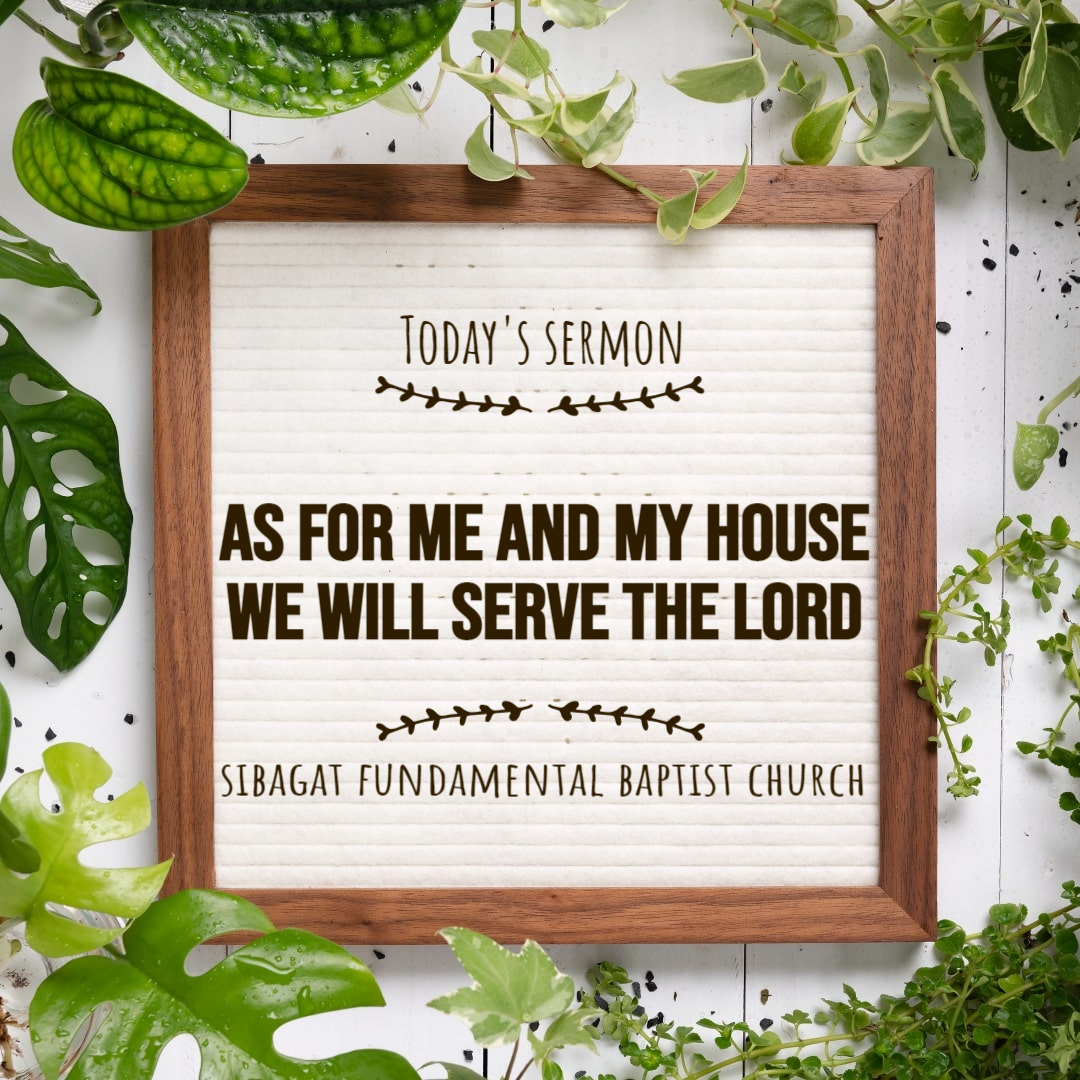 Today's sermon
AS FOR ME AND MY HOUSE
WE WILL SERVE THE LORD
SIBAGAT FUNDAMENTAL BAPTIST CHURCH